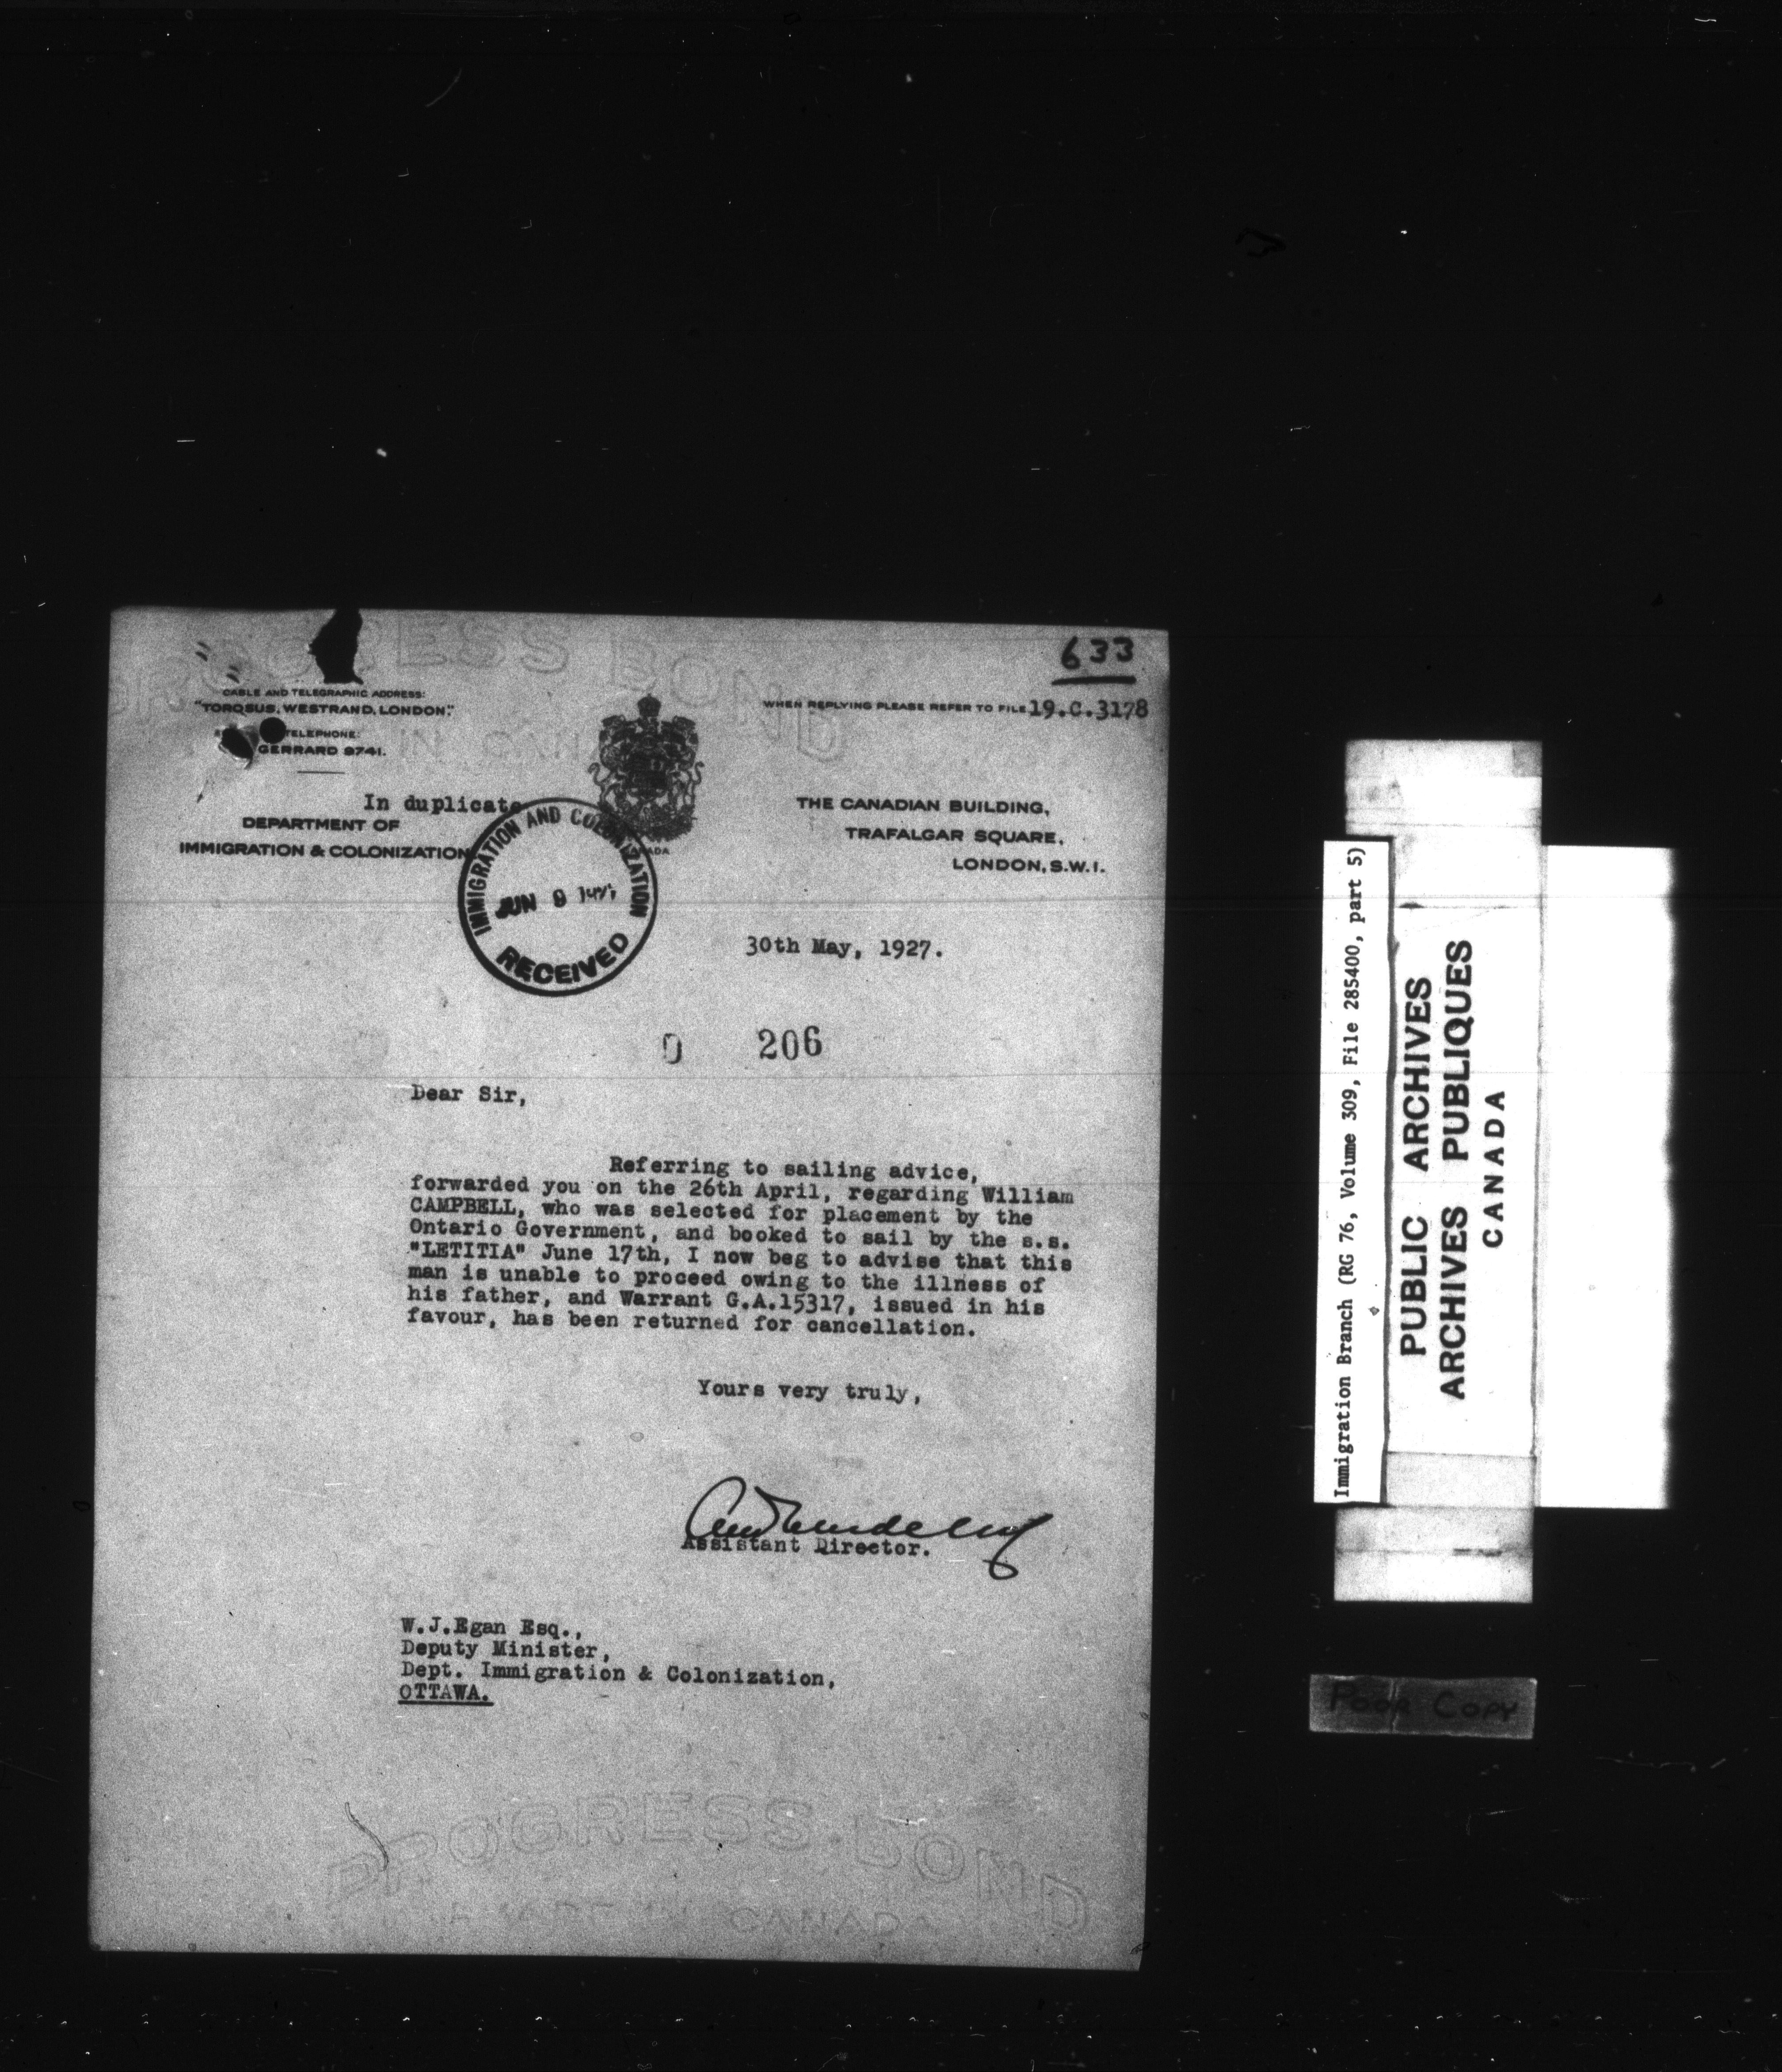 633
CABLE AND TELEGRAPHIC ADDRESS:
"TOROSUS, WESTRAND, LONDON."
TELEPHONE:
GERRARD 8741.
WHEN REPLYING PLEASE REFER TO FILE 19.C.3178
In duplicate
DEPARTMENT OF
IMMIGRATION & COLONIZATION
CANADA
THE CANADIAN BUILDING,
TRAFALGAR SQUARE,
LONDON, S.W.1.
IMMIGRATION AND COLONIZATION
JUN 9
RECEIVED
30th May, 1927.
0 206
Dear Sir,
Referring to sailing advice,
forwarded you on the 26th April, regarding William
CAMPBELL, who was selected for placement by the
Ontario Government, and booked to sail by the s.s.
"LETITIA" June 17th, I now beg to advise that this
man is unable to proceed owing to the illness of
his father, and Warrant G.A.15317, issued in his
favour, has been returned for cancellation.
Yours very truly,
Assistant Director.
W.J.Egan Esq.,
Deputy Minister,
Dept. Immigration & Colonization,
OTTAWA.
PROGRESS BOND
MADE IN CANADA
Immigration Branch (RG 76, Volume 309, File 285400, part 5)
PUBLIC ARCHIVES
ARCHIVES PUBLIQUES
CANADA
POOR COPY